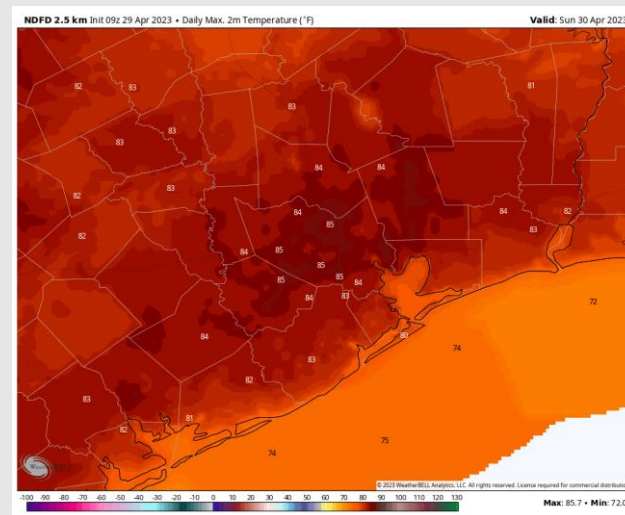 NDFD 2.5 km Init 09z 29 Apr 2023 • Daily Max. 2m Temperature (°F)
Valid: Sun 30 Apr 2023
82 83 81
83
83 83
84 84
82 83
84 84 82
85 83
82
84 85
85
85 85 84
84 83
72
84 80
74
83
82
83
81
82
74 75
© 2023 WeatherBELL Analytics, LLC. All rights reserved. License required for commercial distributio
-100 -90 -80 -70 -60 -50 -40 -30 -20 -10 0 10 20 30 40 50 60 70 80 90 100 110 120 130
Max: 85.7 • Min: 72.0